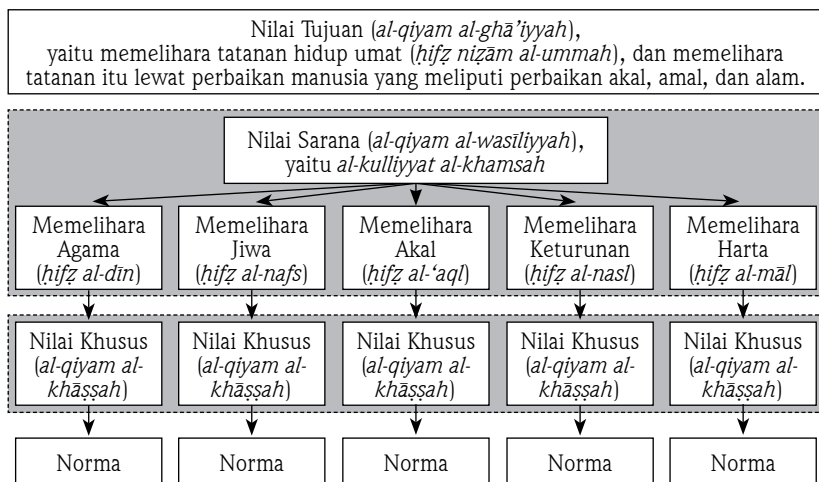 Nilai Tujuan (al-qiyam al-ghā’iyyah),
yaitu memelihara tatanan hidup umat (ḥifẓ niẓām al-ummah), dan memelihara
tatanan itu lewat perbaikan manusia yang meliputi perbaikan akal, amal, dan alam.
Nilai Sarana (al-qiyam al-wasīliyyah),
yaitu al-kulliyyat al-khamsah
Memelihara
Agama
(ḥifẓ al-dīn)
Memelihara
Jiwa
(ḥifẓ al-nafs)
Memelihara
Akal
(ḥifẓ al-‘aql)
Memelihara
Keturunan
(ḥifẓ al-nasl)
Memelihara
Harta
(ḥifẓ al-māl)
Nilai Khusus
(al-qiyam al-
khāṣṣah)
Nilai Khusus
(al-qiyam al-
khāṣṣah)
Nilai Khusus
(al-qiyam al-
khāṣṣah)
Nilai Khusus
(al-qiyam al-
khāṣṣah)
Nilai Khusus
(al-qiyam al-
khāṣṣah)
Norma
Norma
Norma
Norma
Norma